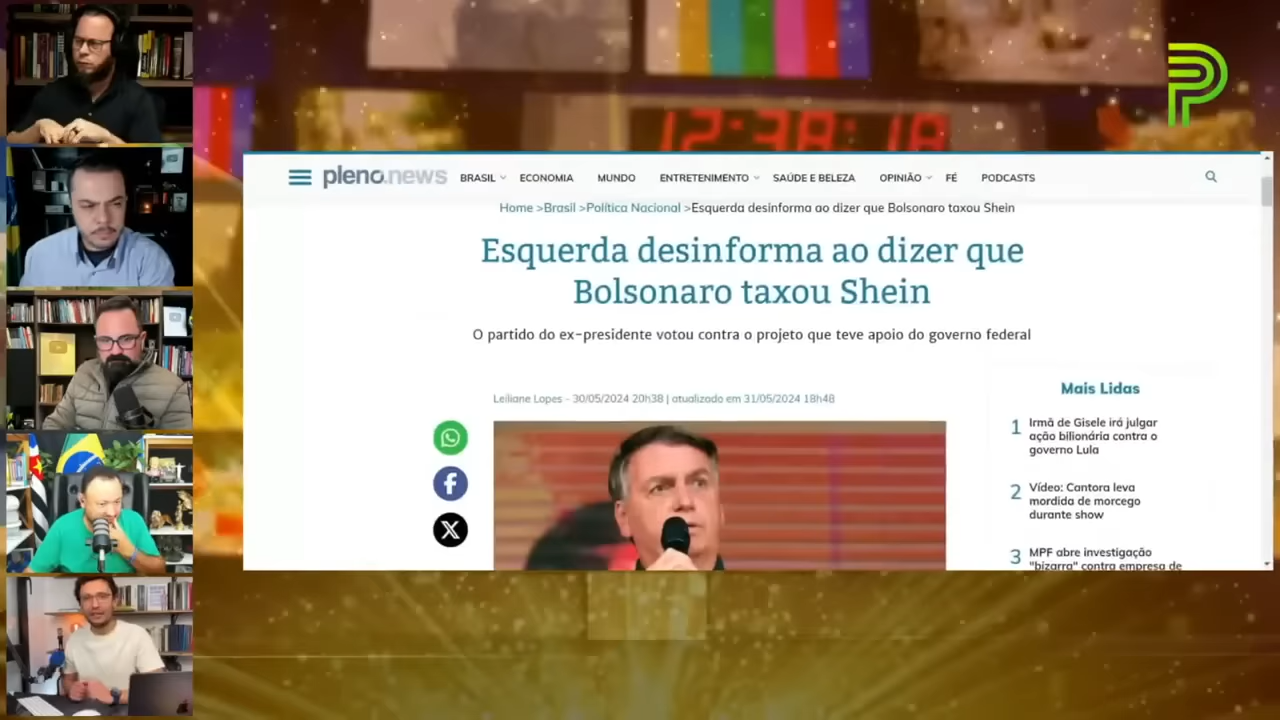 P
12:38:18
pleno.news
BRASIL
ECONOMIA
MUNDO
ENTRETENIMENTO
SAÚDE E BELEZA
OPINIÃO
FÉ
PODCASTS
Home >Brasil >Política Nacional >Esquerda desinforma ao dizer que Bolsonaro taxou Shein
Esquerda desinforma ao dizer que
Bolsonaro taxou Shein
O partido do ex-presidente votou contra o projeto que teve apoio do governo federal
Leiliane Lopes - 30/05/2024 20h38 | atualizado em 31/05/2024 18h48
Mais Lidas
1 Irmã de Gisele irá julgar
ação bilionária contra o
governo Lula
2 Vídeo: Cantora leva
mordida de morcego
durante show
3 MPF abre investigação
"bizarra" contra empresa de